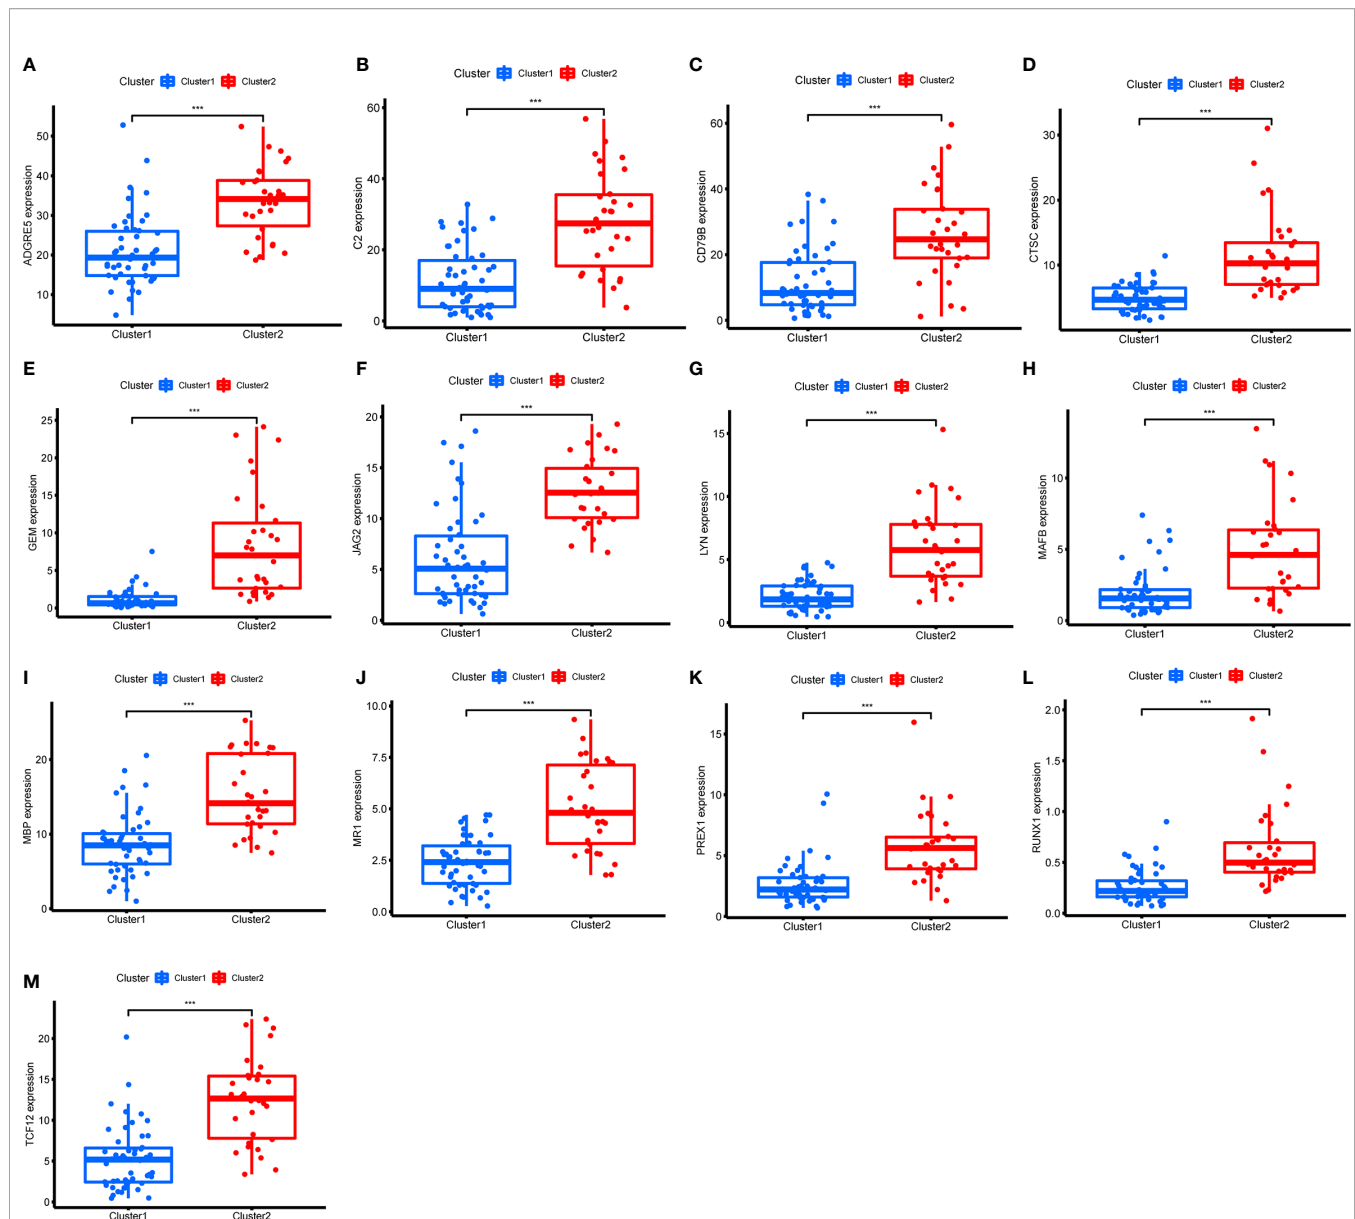 A
Cluster Cluster1 Cluster2
***
ADGRE5 expression
50
40
30
20
10
Cluster1 Cluster2
B
Cluster Cluster1 Cluster2
***
C2 expression
60
40
20
0
Cluster1 Cluster2
C
Cluster Cluster1 Cluster2
***
CD79B expression
60
40
20
0
Cluster1 Cluster2
D
Cluster Cluster1 Cluster2
***
CTSC expression
30
20
10
Cluster1 Cluster2
E
Cluster Cluster1 Cluster2
***
GEM expression
25
20
15
10
5
0
Cluster1 Cluster2
F
Cluster Cluster1 Cluster2
***
JAG2 expression
20
15
10
5
0
Cluster1 Cluster2
G
Cluster Cluster1 Cluster2
***
LYN expression
15
10
5
0
Cluster1 Cluster2
H
Cluster Cluster1 Cluster2
***
MAFB expression
10
5
0
Cluster1 Cluster2
I
Cluster Cluster1 Cluster2
***
MBP expression
20
10
0
Cluster1 Cluster2
J
Cluster Cluster1 Cluster2
***
MR1 expression
10.0
7.5
5.0
2.5
0.0
Cluster1 Cluster2
K
Cluster Cluster1 Cluster2
***
PREX1 expression
15
10
5
0
Cluster1 Cluster2
L
Cluster Cluster1 Cluster2
***
RUNX1 expression
2.0
1.5
1.0
0.5
0.0
Cluster1 Cluster2
M
Cluster Cluster1 Cluster2
***
TCF12 expression
20
15
10
5
0
Cluster1 Cluster2